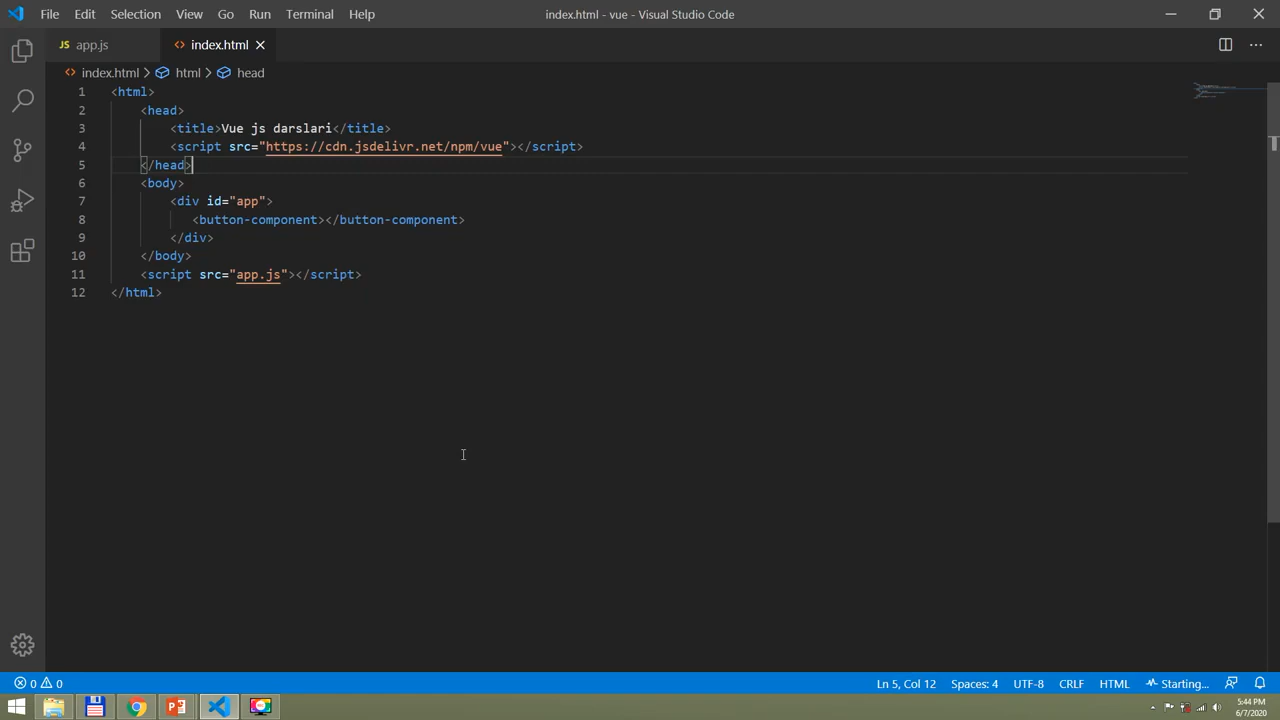 File Edit Selection View Go Run Terminal Help index.html - vue - Visual Studio Code
JS app.js <> index.html
<> index.html > html > head
1 <html>
2 <head>
3 <title>Vue js darslari</title>
4 <script src="https://cdn.jsdelivr.net/npm/vue"></script>
5 </head>
6 <body>
7 <div id="app">
8 <button-component></button-component>
9 </div>
10 </body>
11 <script src="app.js"></script>
12 </html>
0 0 Ln 5, Col 12 Spaces: 4 UTF-8 CRLF HTML Starting...
5:44 PM
6/7/2020